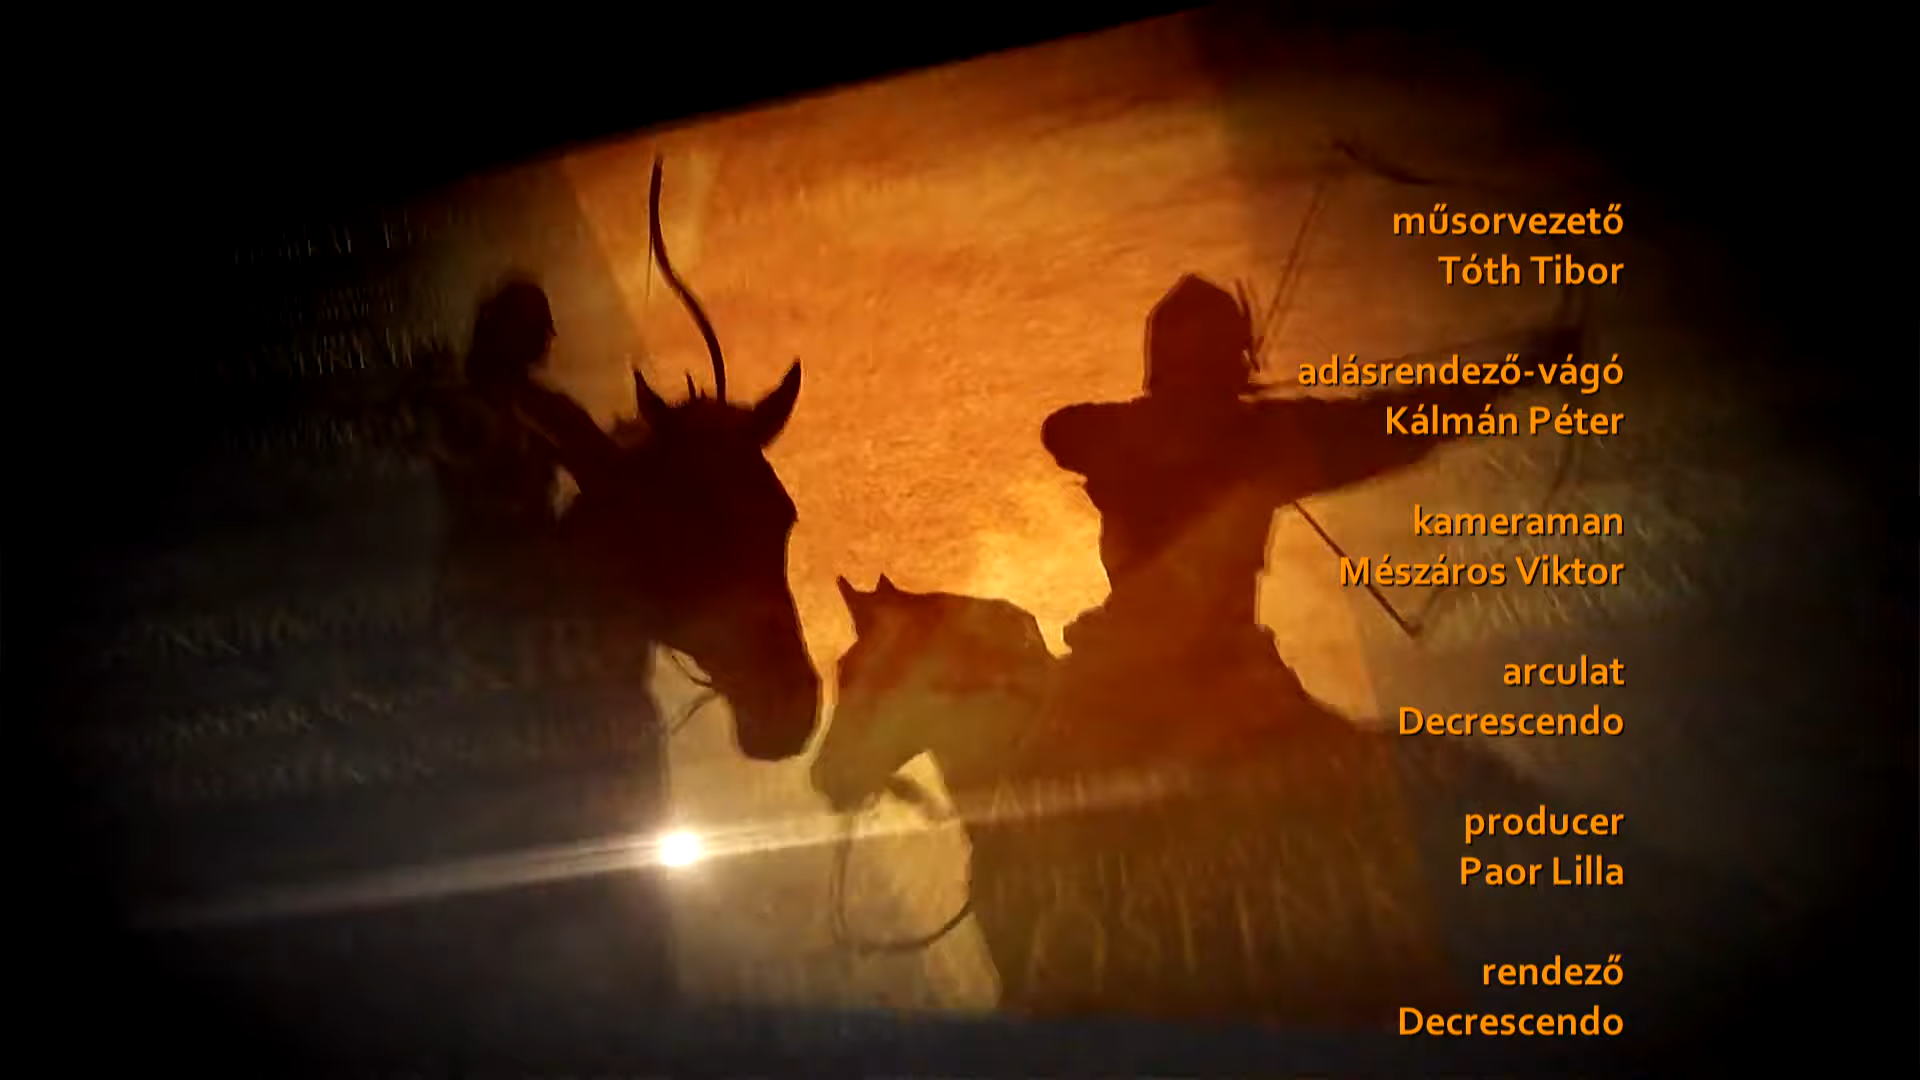 műsorvezető
Tóth Tibor
adásrendező-vágó
Kálmán Péter
kameraman
Mészáros Viktor
arculat
Decrescendo
producer
Paor Lilla
rendező
Decrescendo